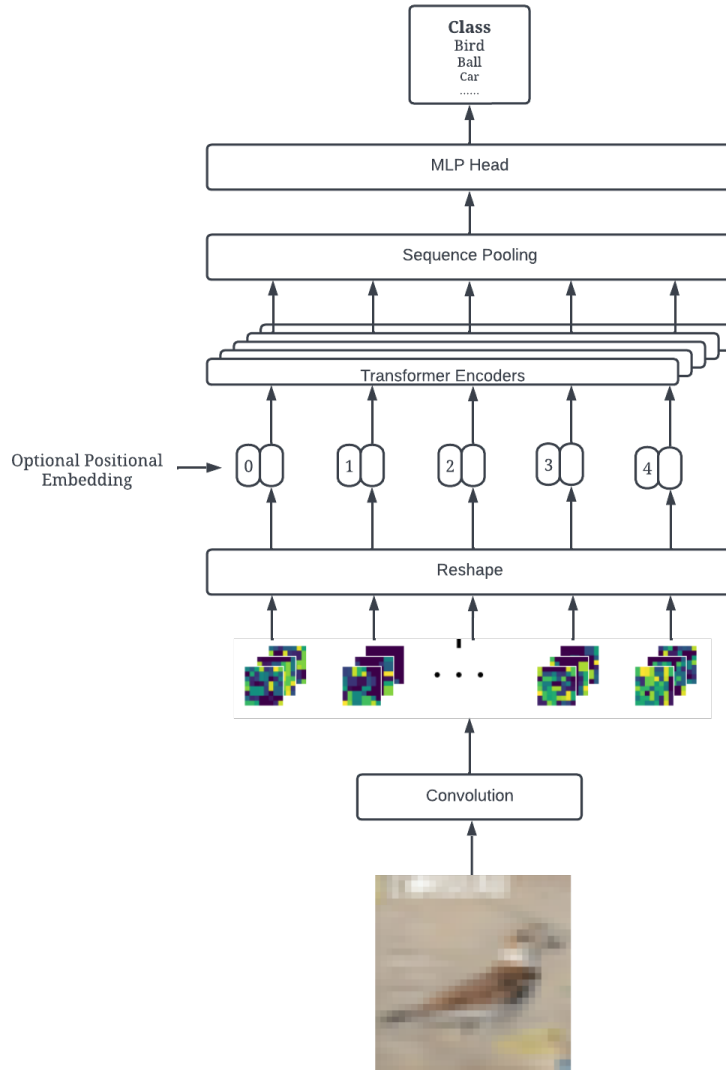 Class
Bird
Ball
Car
......
MLP Head
Sequence Pooling
Transformer Encoders
Optional Positional
Embedding
0
1
2
3
4
Reshape
Convolution